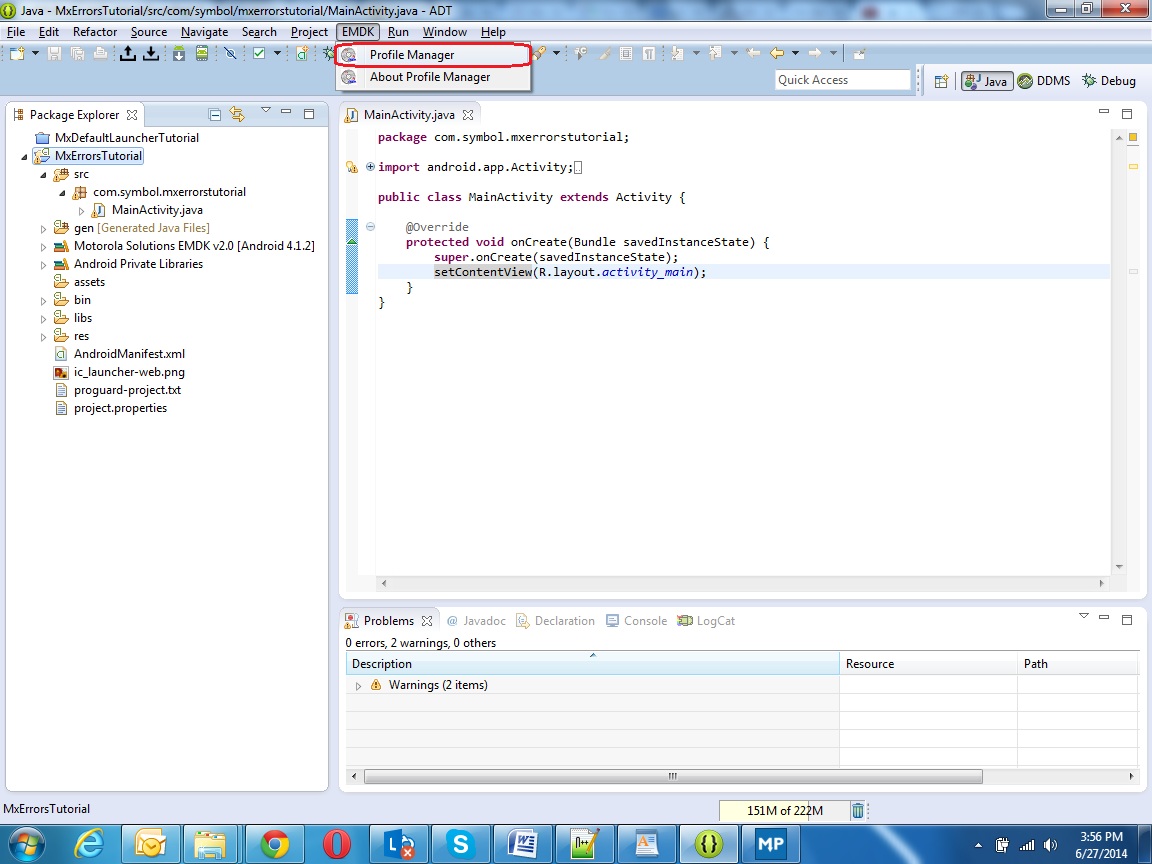 Java - MxErrorsTutorial/src/com/symbol/mxerrorstutorial/MainActivity.java - ADT
File Edit Refactor Source Navigate Search Project EMDK Run Window Help
Profile Manager
About Profile Manager
Quick Access
Java
DDMS
Debug
Package Explorer
MxDefaultLauncherTutorial
MxErrorsTutorial
src
com.symbol.mxerrorstutorial
MainActivity.java
gen [Generated Java Files]
Motorola Solutions EMDK v2.0 [Android 4.1.2]
Android Private Libraries
assets
bin
libs
res
AndroidManifest.xml
ic_launcher-web.png
proguard-project.txt
project.properties
MainActivity.java
package com.symbol.mxerrorstutorial;
import android.app.Activity;
public class MainActivity extends Activity {
@Override
protected void onCreate(Bundle savedInstanceState) {
super.onCreate(savedInstanceState);
setContentView(R.layout.activity_main);
}
}
Problems @ Javadoc Declaration Console LogCat
0 errors, 2 warnings, 0 others
Description Resource Path
Warnings (2 items)
MxErrorsTutorial
151M of 222M
MP
3:56 PM
6/27/2014